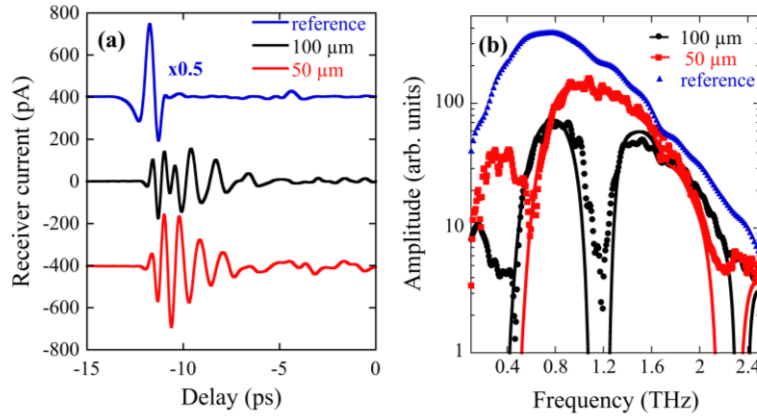 800
600
400
200
0
-200
-400
-600
-800
Receiver current (pA)
(a)
reference
100 µm
50 µm
x0.5
-15
-10
-5
0
Delay (ps)
Amplitude (arb. units)
100
10
1
(b)
100 µm
50 µm
reference
0.4
0.8
1.2
1.6
2
2.4
Frequency (THz)